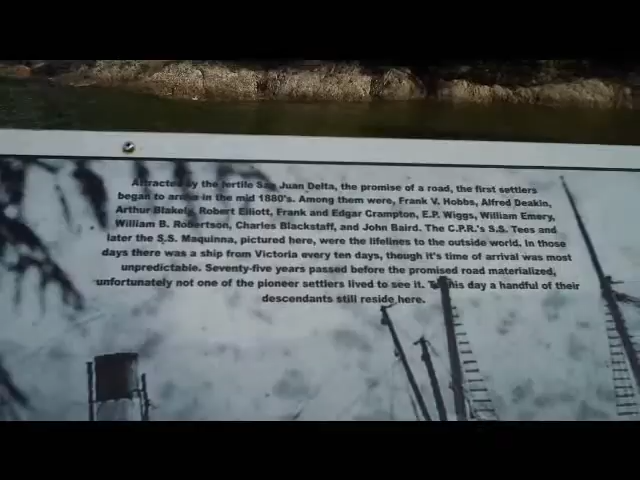 Attracted by the fertile San Juan Delta, the promise of a road, the first settlers
began to arrive in the mid 1880's. Among them were, Frank V. Hobbs, Alfred Deakin,
Arthur Blakely, Robert Elliott, Frank and Edgar Crampton, E.P. Wiggs, William Emery,
William B. Robertson, Charles Blackstaff, and John Baird. The C.P.R.'s S.S. Tees and
later the S.S. Maquinna, pictured here, were the lifelines to the outside world. In those
days there was a ship from Victoria every ten days, though it's time of arrival was most
unpredictable. Seventy-five years passed before the promised road materialized,
unfortunately not one of the pioneer settlers lived to see it. To this day a handful of their
descendants still reside here.